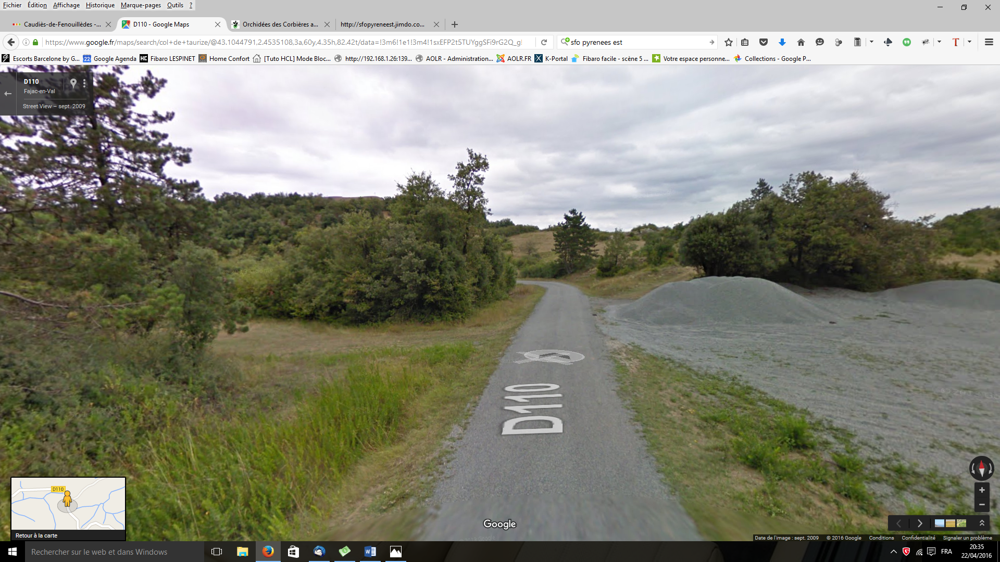 Fichier Édition Affichage Historique Marque-pages Outils ?
Caudiès-de-Fenouillèdes -... D110 - Google Maps Orchidées des Corbières a... http://sfopyreneest.jimdo.co...
https://www.google.fr/maps/search/col+de+taurize/@43.1044791,2.4535108,3a,60y,4.35h,82.42t/data=!3m6!1e1!3m4!1sxEFP2t5TUYggSFi9rG2Q_g! sfo pyrenees est
Escorts Barcelone by G... 22 Google Agenda HC Fibaro LESPINET Home Confort [Tuto HCL] Mode Bloc... http://192.168.1.26:139... AOLR - Administration... AOLR.FR K-Portal Fibaro facile - scène 5 ... Votre espace personne... Collections - Google P...
D110
Fajac-en-Val
Street View – sept. 2009
D110
D110
Retour à la carte
Google
Date de l'image : sept. 2009 © 2016 Google Conditions Confidentialité Signaler un problème
Rechercher sur le web et dans Windows
FRA
20:35
22/04/2016